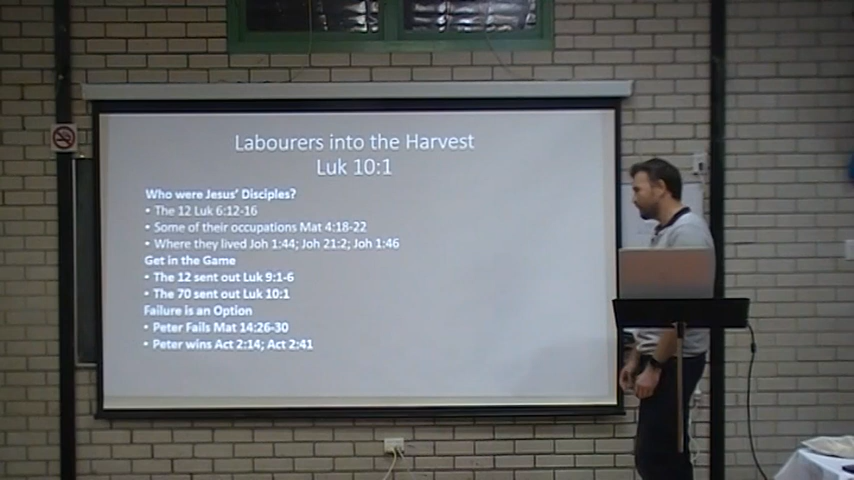 Labourers into the Harvest
Luk 10:1
Who were Jesus' Disciples?
• The 12 Luk 6:12-16
• Some of their occupations Mat 4:18-22
• Where they lived Joh 1:44; Joh 21:2; Joh 1:46
Get in the Game
• The 12 sent out Luk 9:1-6
• The 70 sent out Luk 10:1
Failure is an Option
• Peter Fails Mat 14:26-30
• Peter wins Act 2:14; Act 2:41